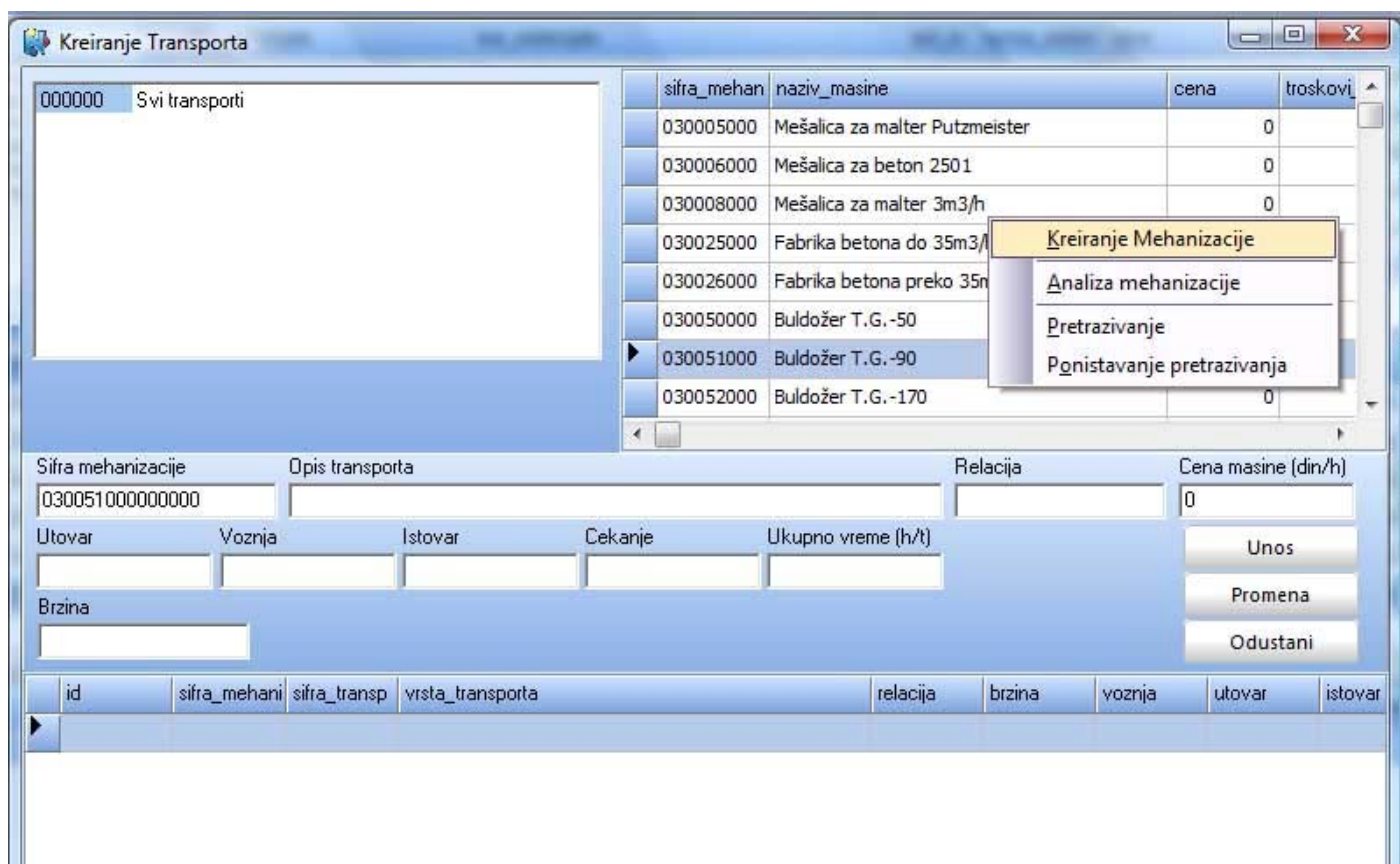 Kreiranje Transporta
000000 Svi transporti
sifra_mehan naziv_masine cena troskovi_
030005000 Mešalica za malter Putzmeister 0
030006000 Mešalica za beton 2501 0
030008000 Mešalica za malter 3m3/h 0
030025000 Fabrika betona do 35m3/
030026000 Fabrika betona preko 35
030050000 Buldožer T.G.-50
030051000 Buldožer T.G.-90
030052000 Buldožer T.G.-170 0
Kreiranje Mehanizacije
Analiza mehanizacije
Pretrazivanje
Ponistavanje pretrazivanja
Sifra mehanizacije Opis transporta Relacija Cena masine (din/h)
030051000000000 0
Utovar Voznja Istovar Cekanje Ukupno vreme (h/t)
Unos
Brzina
Promena
Odustani
id sifra_mehani sifra_transp vrsta_transporta relacija brzina voznja utovar istovar